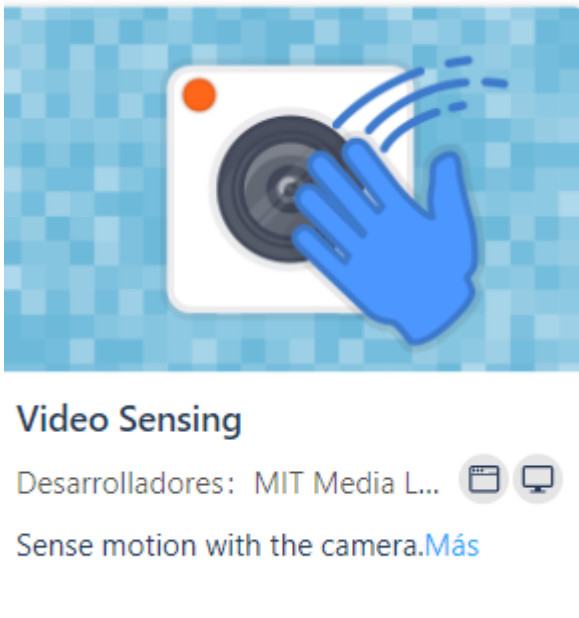 Video Sensing
Desarrolladores： MIT Media L...
Sense motion with the camera.Más